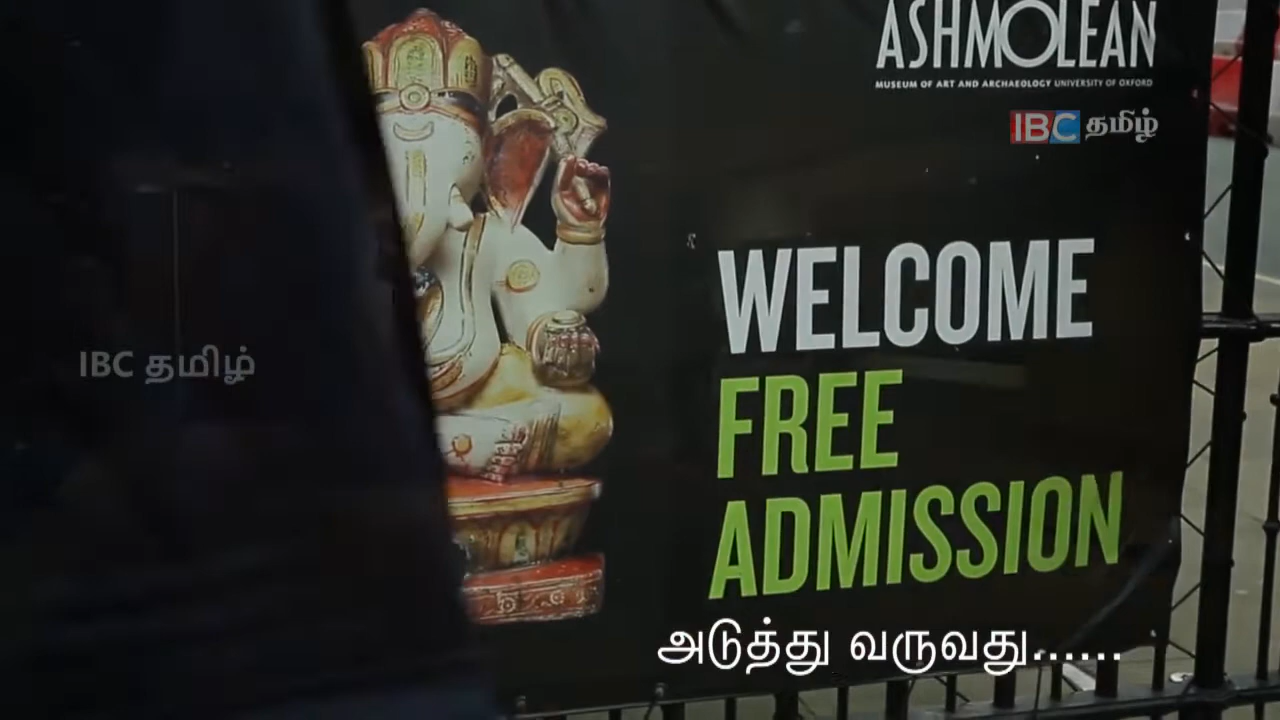 ASHMOLEAN
MUSEUM OF ART AND ARCHAEOLOGY UNIVERSITY OF OXFORD
IBC தமிழ்
WELCOME
IBC தமிழ்
FREE
ADMISSION
அடுத்து வருவது......